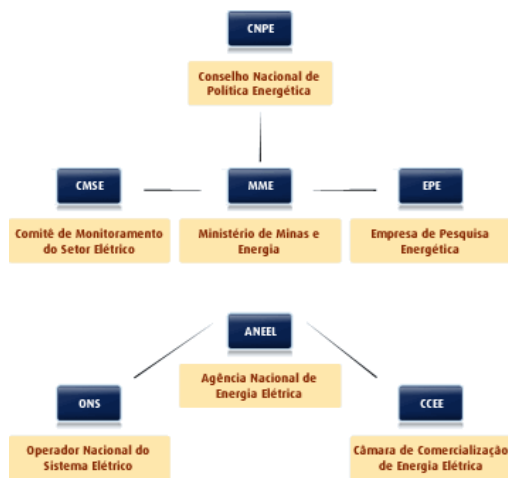 CNPE
Conselho Nacional de
Política Energética
CMSE
MME
EPE
Comitê de Monitoramento
do Setor Elétrico
Ministério de Minas e
Energia
Empresa de Pesquisa
Energética
ANEEL
Agência Nacional de
Energia Elétrica
ONS
CCEE
Operador Nacional do
Sistema Elétrico
Câmara de Comercialização
de Energia Elétrica